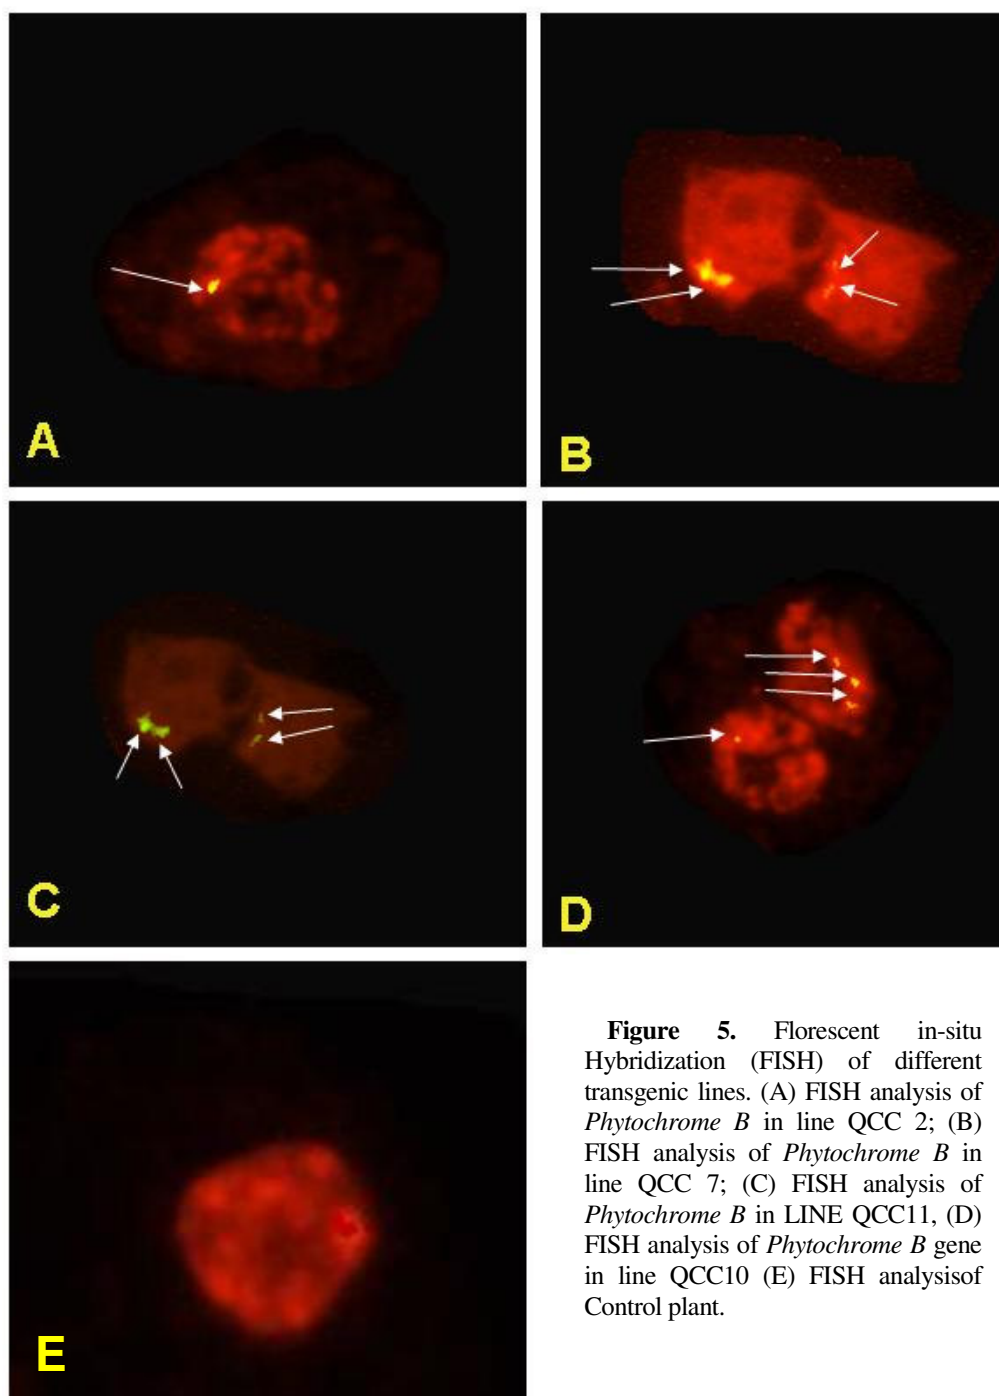 A
B
C
D
E
Figure 5. Florescent in-situ
Hybridization (FISH) of different
transgenic lines. (A) FISH analysis of
Phytochrome B in line QCC 2; (B)
FISH analysis of Phytochrome B in
line QCC 7; (C) FISH analysis of
Phytochrome B in LINE QCC11, (D)
FISH analysis of Phytochrome B gene
in line QCC10 (E) FISH analysisof
Control plant.